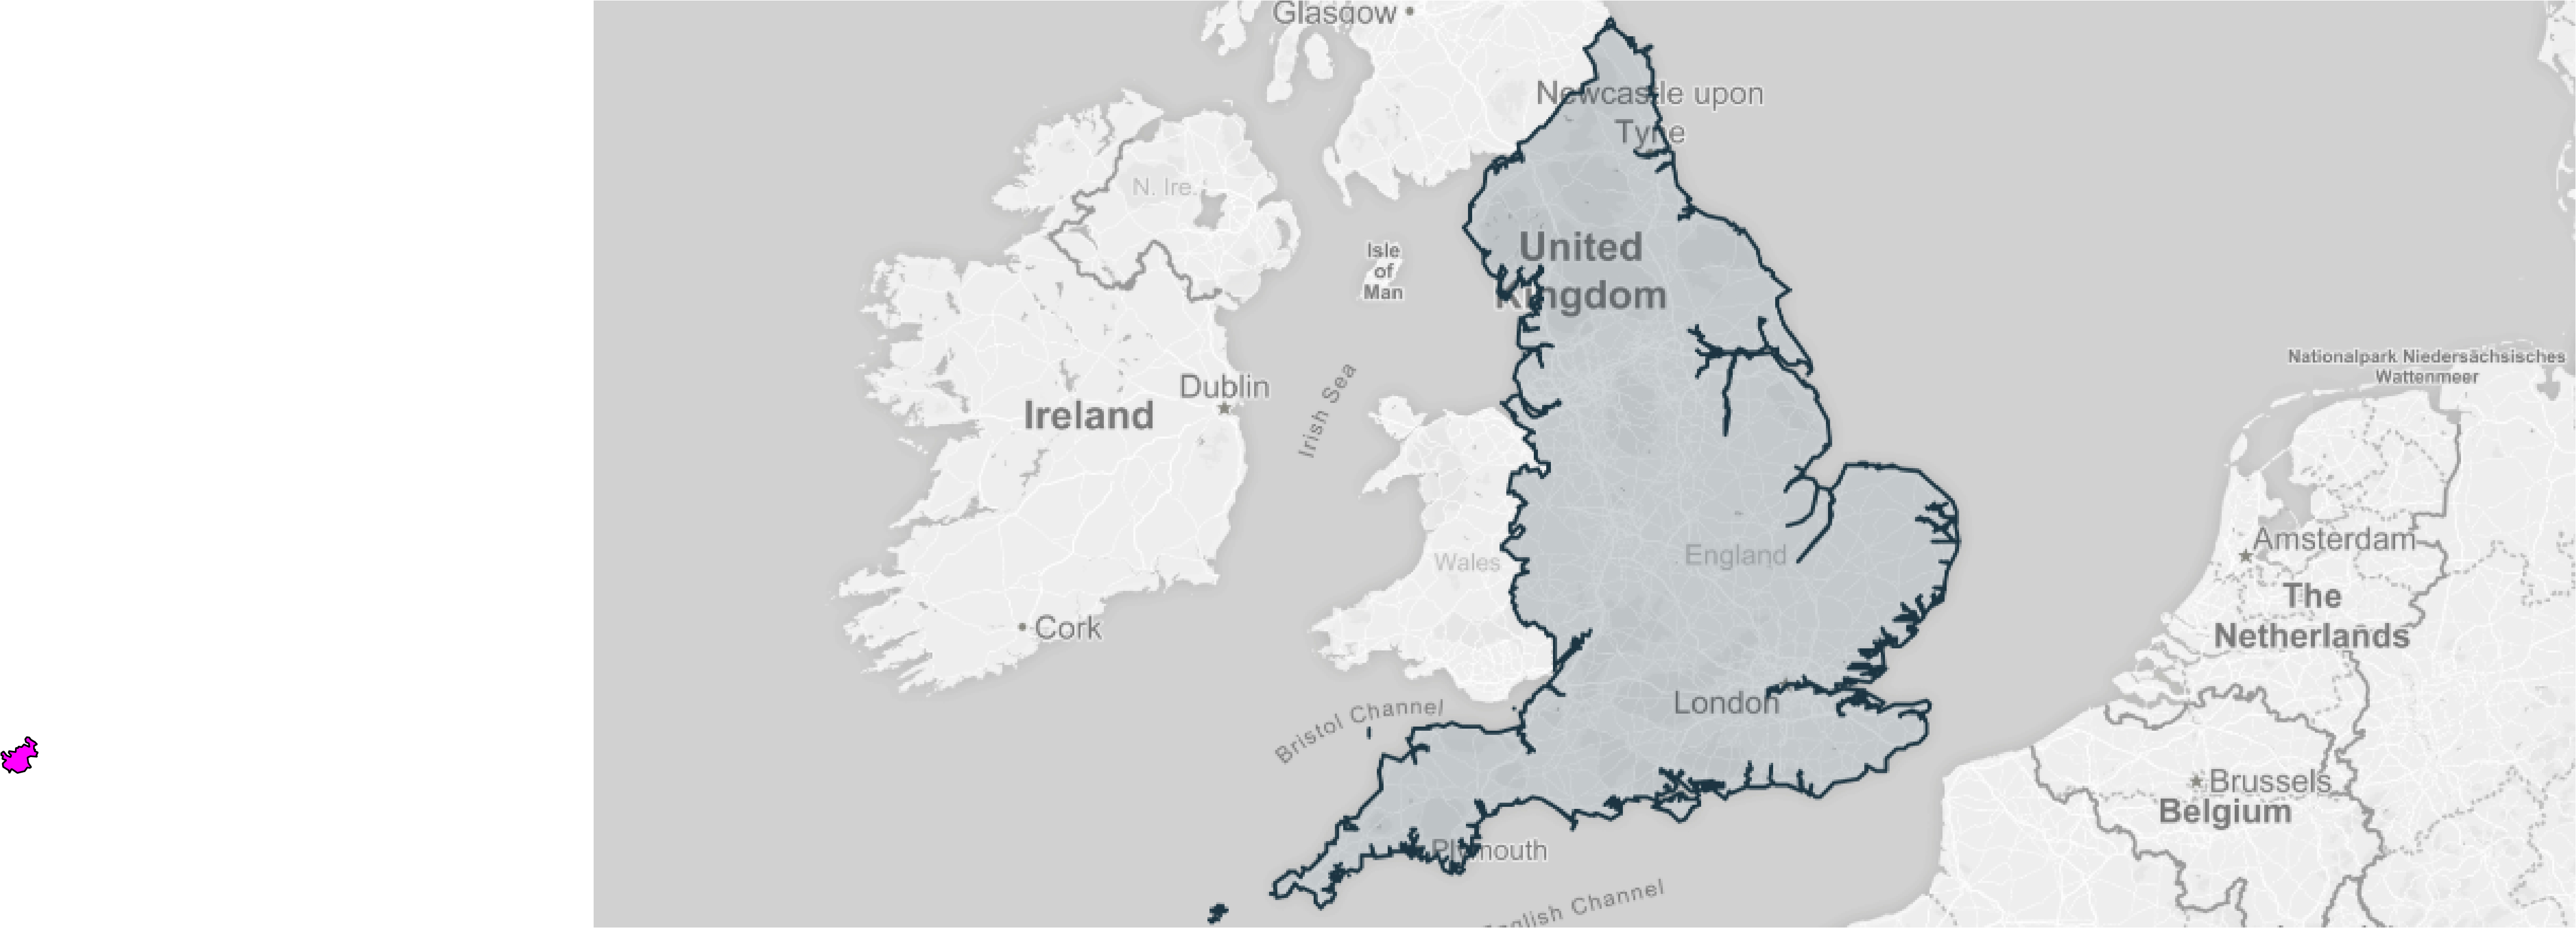 Glasgow
Newcastle upon
Tyne
N. Ire.
United
Kingdom
Isle
of
Man
Nationalpark Niedersächsisches
Wattenmeer
Dublin
Ireland
Irish Sea
Amsterdam
England
Wales
The
Netherlands
Cork
London
Bristol Channel
Brussels
Belgium
Plymouth
English Channel